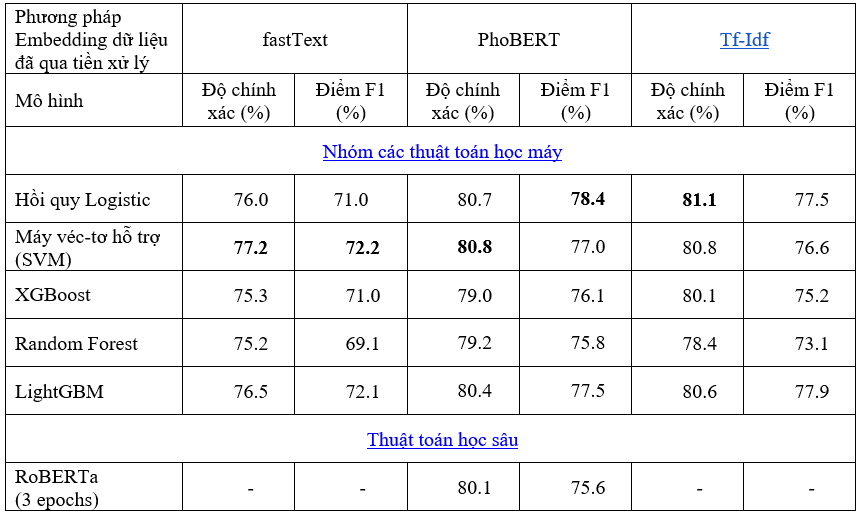 Phương pháp
Embedding dữ liệu
đã qua tiền xử lý
fastText
PhoBERT
Tf-Idf
Mô hình
Độ chính
xác (%)
Điểm F1
(%)
Độ chính
xác (%)
Điểm F1
(%)
Độ chính
xác (%)
Điểm F1
(%)
Nhóm các thuật toán học máy
Hồi quy Logistic 76.0 71.0 80.7 78.4 81.1 77.5
Máy véc-tơ hỗ trợ
(SVM)
77.2 72.2 80.8 77.0 80.8 76.6
XGBoost 75.3 71.0 79.0 76.1 80.1 75.2
Random Forest 75.2 69.1 79.2 75.8 78.4 73.1
LightGBM 76.5 72.1 80.4 77.5 80.6 77.9
Thuật toán học sâu
RoBERTa
(3 epochs)
- - 80.1 75.6 - -